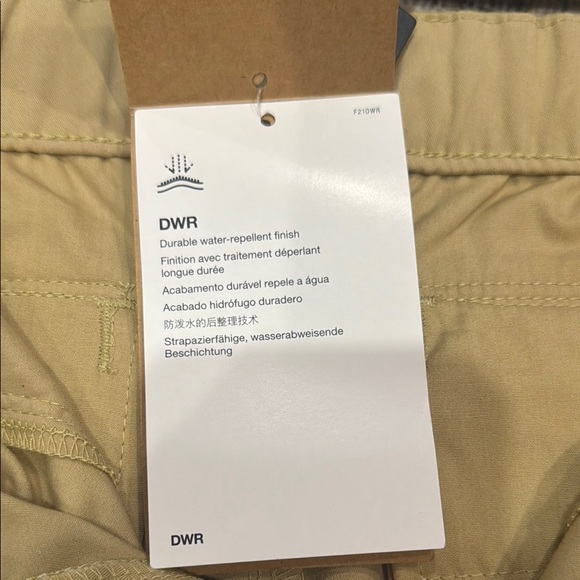 F21DWR
DWR
Durable water-repellent finish
Finition avec traitement déperlant
longue durée
Acabamento durável repele a água
Acabado hidrófugo duradero
防泼水的后整理技术
Strapazierfähige, wasserabweisende
Beschichtung
DWR